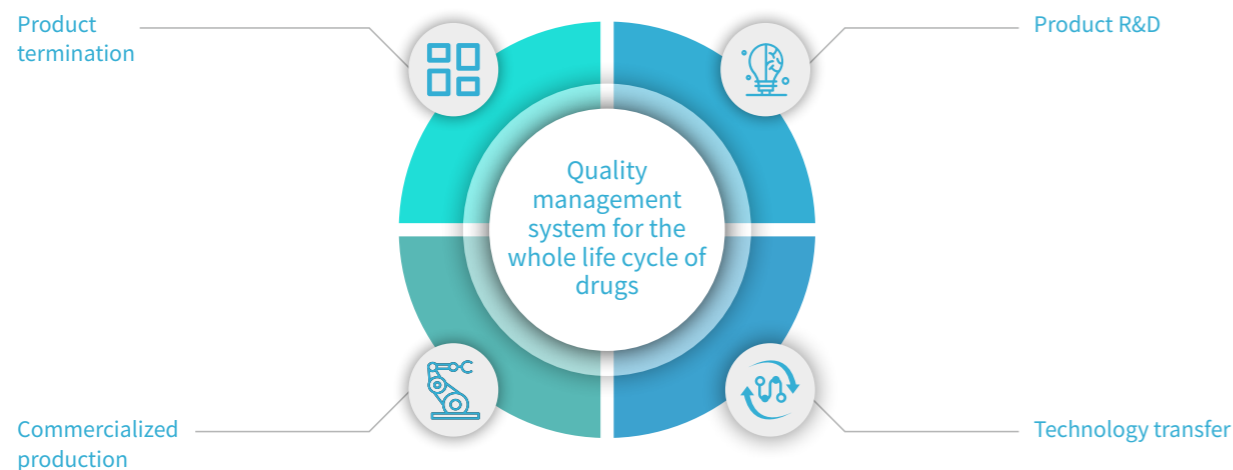 Product
termination
Product R&D
Quality
management
system for the
whole life cycle of
drugs
Commercialized
production
Technology transfer